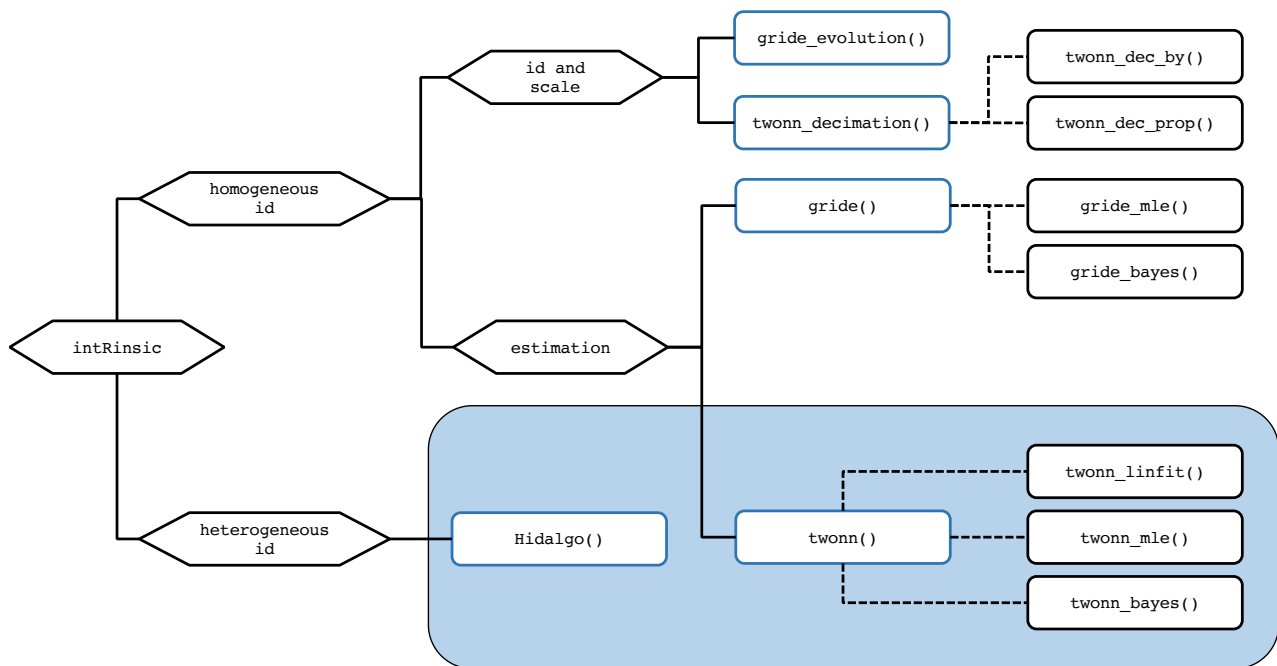 gride_evolution()
id and
scale
twonn_dec_by()
twonn_decimation()
twonn_dec_prop()
homogeneous
id
gride()
gride_mle()
gride_bayes()
intRinsic
estimation
twonn_linfit()
heterogeneous
id
Hidalgo()
twonn()
twonn_mle()
twonn_bayes()